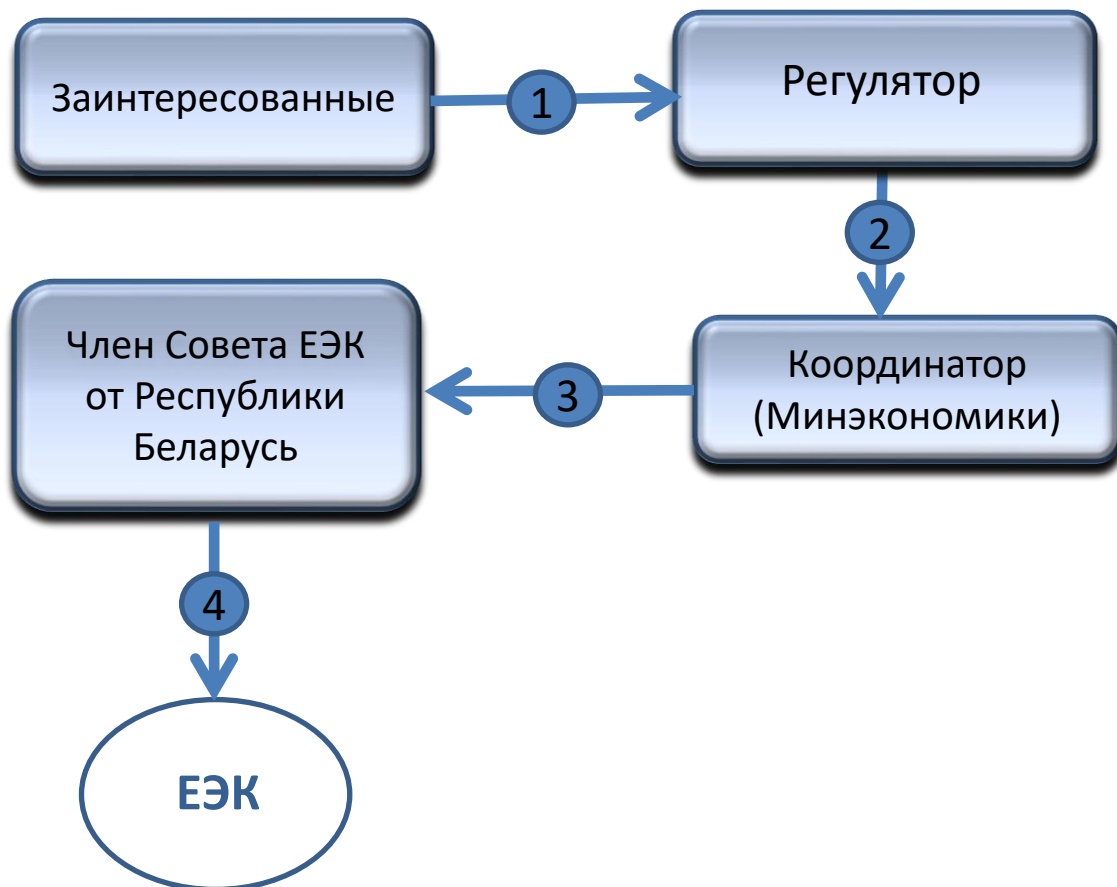 Заинтересованные
1
Регулятор
2
Координатор
(Минэкономики)
3
Член Совета ЕЭК
от Республики
Беларусь
4
ЕЭК